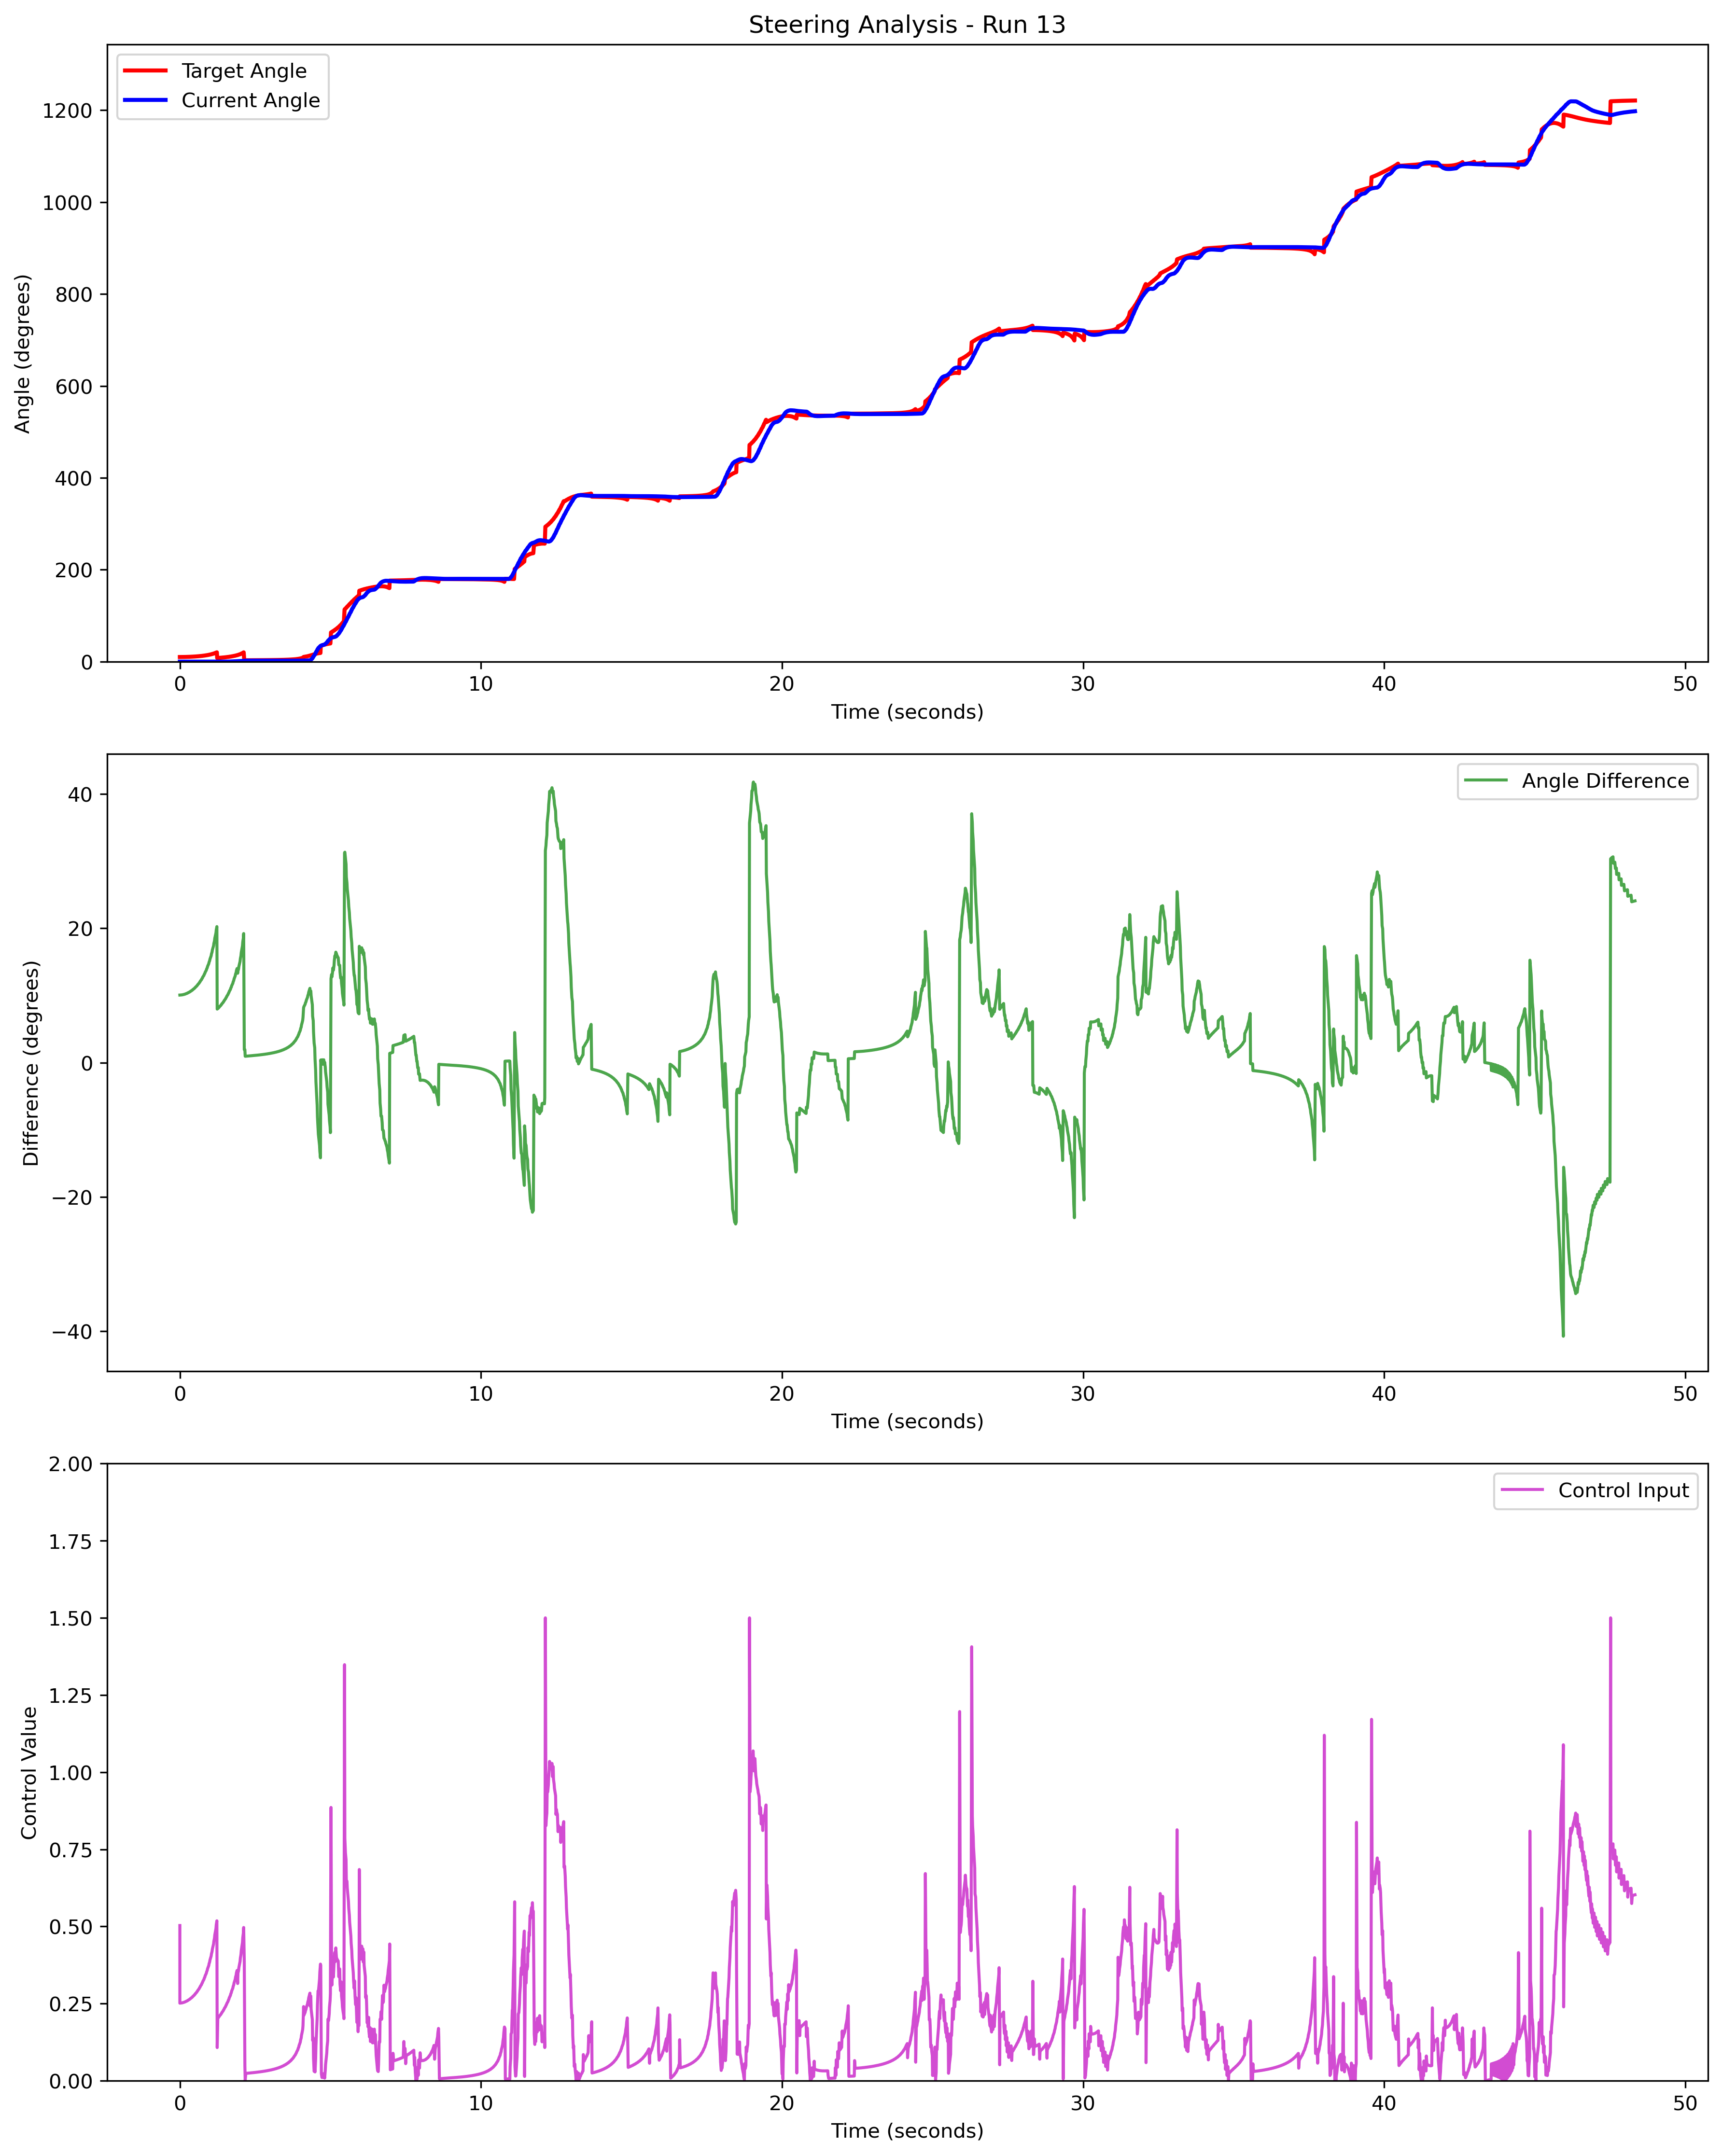 Steering Analysis - Run 13
Target Angle
Current Angle
1200
1000
800
600
400
200
0
Angle (degrees)
0 10 20 30 40 50
Time (seconds)
Angle Difference
40
20
0
−20
−40
Difference (degrees)
0 10 20 30 40 50
Time (seconds)
Control Input
2.00
1.75
1.50
1.25
1.00
0.75
0.50
0.25
0.00
Control Value
0 10 20 30 40 50
Time (seconds)